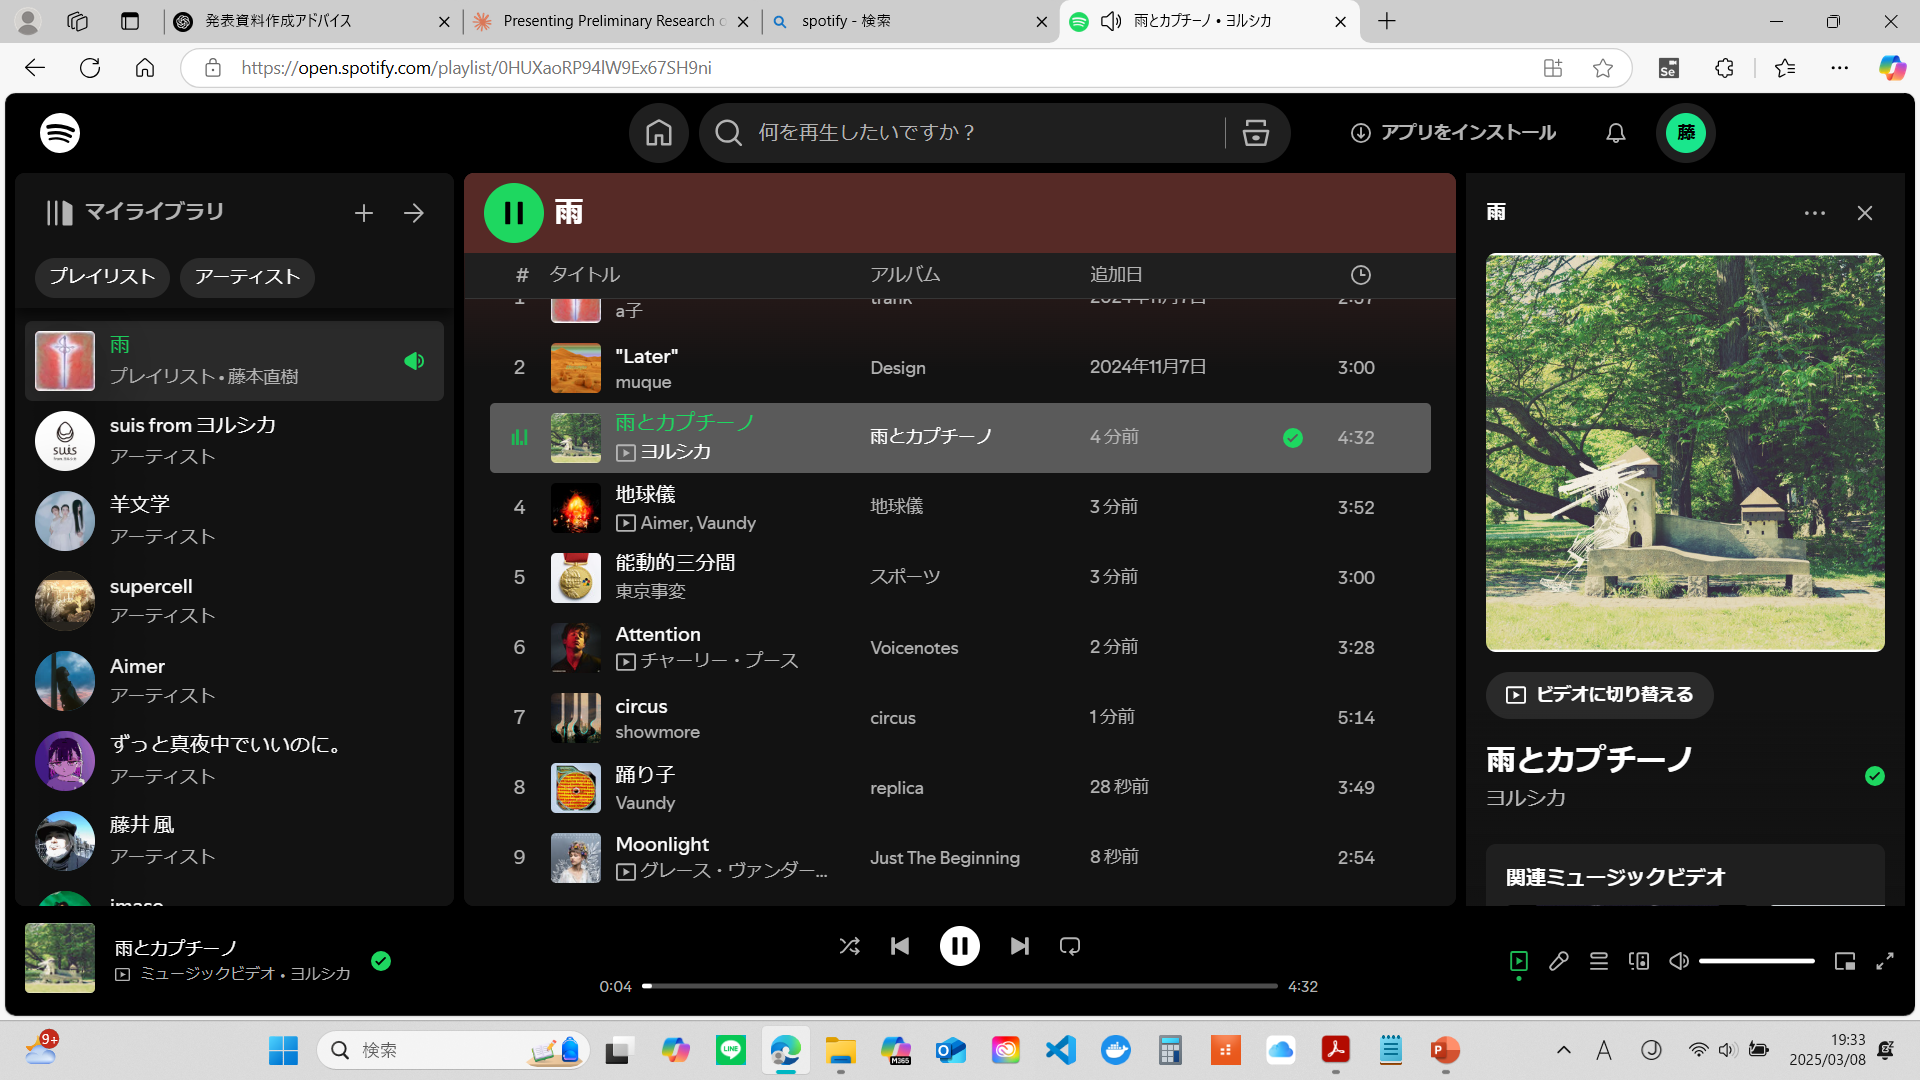 発表資料作成アドバイス
Presenting Preliminary Research
spotify - 検索
雨とカプチーノ • ヨルシカ
https://open.spotify.com/playlist/0HUXaoRP94lW9Ex67SH9ni
何を再生したいですか？
アプリをインストール
藤
マイライブラリ
プレイリスト
アーティスト
雨
プレイリスト • 藤本直樹
suis from ヨルシカ
アーティスト
羊文学
アーティスト
supercell
アーティスト
Aimer
アーティスト
ずっと真夜中でいいのに。
アーティスト
藤井 風
アーティスト
imase
雨
# タイトル アルバム 追加日
1 a子 trank 2024年11月7日 2:37
2 "Later" muque Design 2024年11月7日 3:00
雨とカプチーノ ヨルシカ 雨とカプチーノ 4 分前 4:32
4 地球儀 Aimer, Vaundy 地球儀 3 分前 3:52
5 能動的三分間 東京事変 スポーツ 3 分前 3:00
6 Attention チャーリー・プース Voicenotes 2 分前 3:28
7 circus showmore circus 1 分前 5:14
8 踊り子 Vaundy replica 28 秒前 3:49
9 Moonlight グレース・ヴァンダー... Just The Beginning 8 秒前 2:54
雨
ビデオに切り替える
雨とカプチーノ
ヨルシカ
関連ミュージックビデオ
雨とカプチーノ
ミュージックビデオ • ヨルシカ
0:04
4:32
9+
検索
LINE
M365
A
19:33
2025/03/08